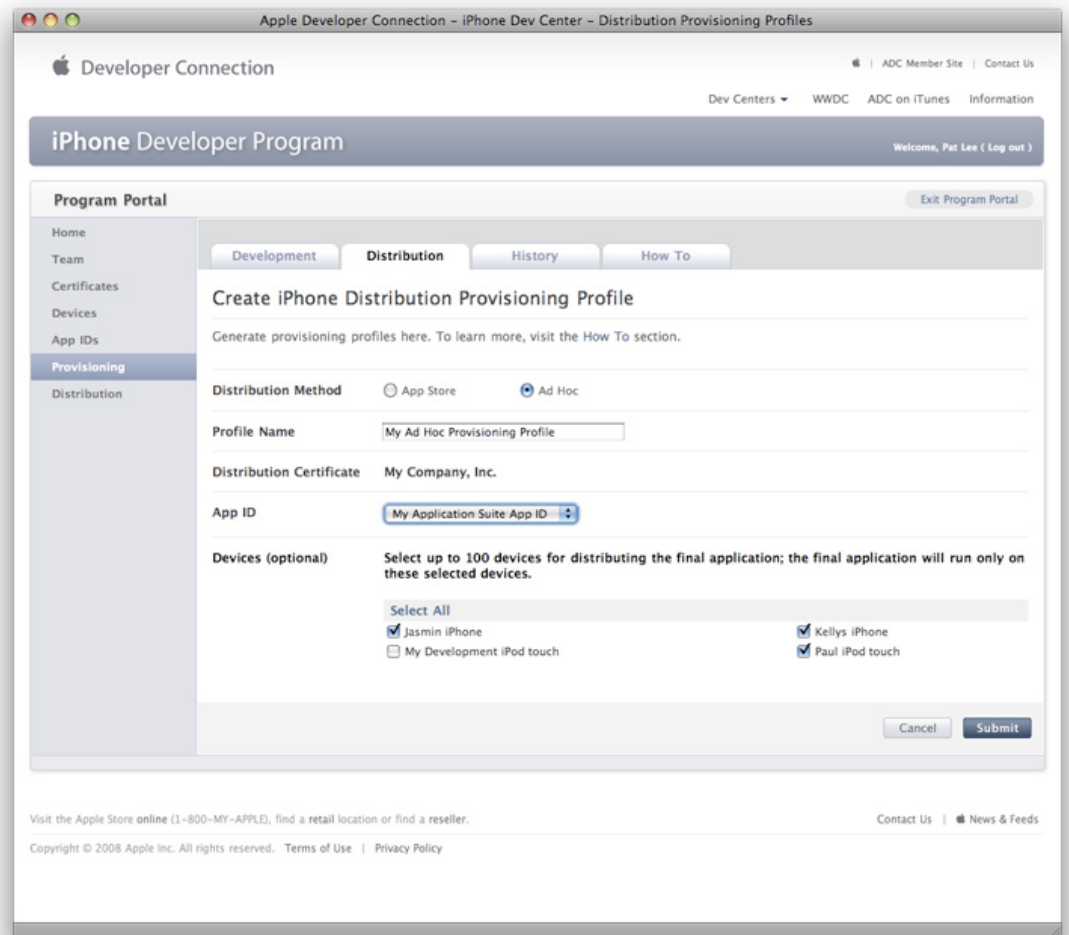 Apple Developer Connection – iPhone Dev Center – Distribution Provisioning Profiles
Developer Connection
| ADC Member Site | Contact Us
Dev Centers WWDC ADC on iTunes Information
iPhone Developer Program
Welcome, Pat Lee ( Log out )
Program Portal
Exit Program Portal
Home
Team
Certificates
Devices
App IDs
Provisioning
Distribution
Development Distribution History How To
Create iPhone Distribution Provisioning Profile
Generate provisioning profiles here. To learn more, visit the How To section.
Distribution Method App Store Ad Hoc
Profile Name My Ad Hoc Provisioning Profile
Distribution Certificate My Company, Inc.
App ID My Application Suite App ID
Devices (optional) Select up to 100 devices for distributing the final application; the final application will run only on
these selected devices.
Select All
Jasmin iPhone Kellys iPhone
My Development iPod touch Paul iPod touch
Cancel Submit
Visit the Apple Store online (1-800-MY-APPLE), find a retail location or find a reseller.
Contact Us | News & Feeds
Copyright © 2008 Apple Inc. All rights reserved. Terms of Use | Privacy Policy